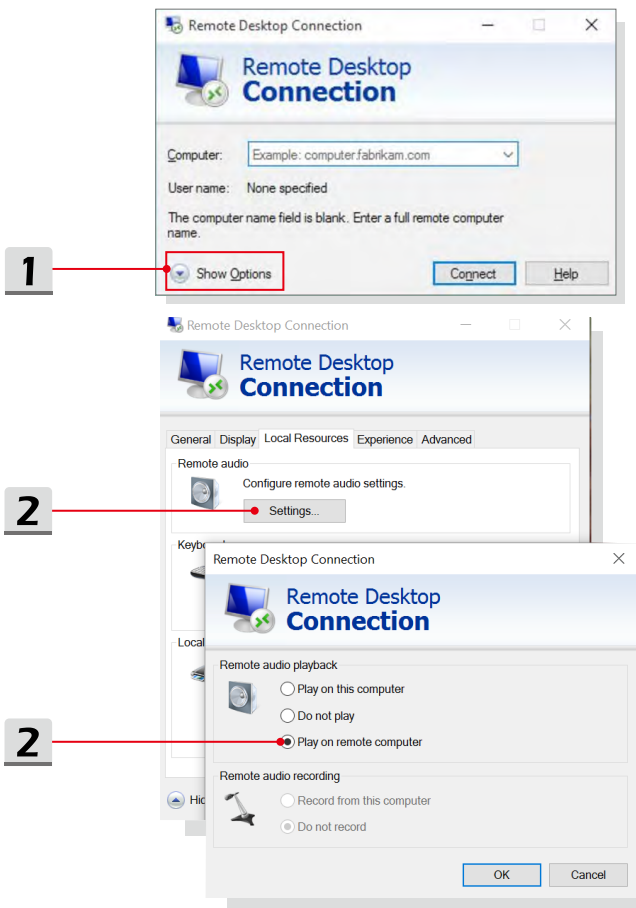 Remote Desktop Connection
Remote Desktop
Connection
Computer:
Example: computer.fabrikam.com
User name:
None specified
The computer name field is blank. Enter a full remote computer
name.
1
Show Options
Connect
Help
Remote Desktop Connection
Remote Desktop
Connection
General Display Local Resources Experience Advanced
Remote audio
Configure remote audio settings.
2
Settings...
Remote Desktop Connection
Remote Desktop
Connection
Local
Remote audio playback
Play on this computer
Do not play
2
Play on remote computer
Remote audio recording
Record from this computer
Do not record
OK
Cancel